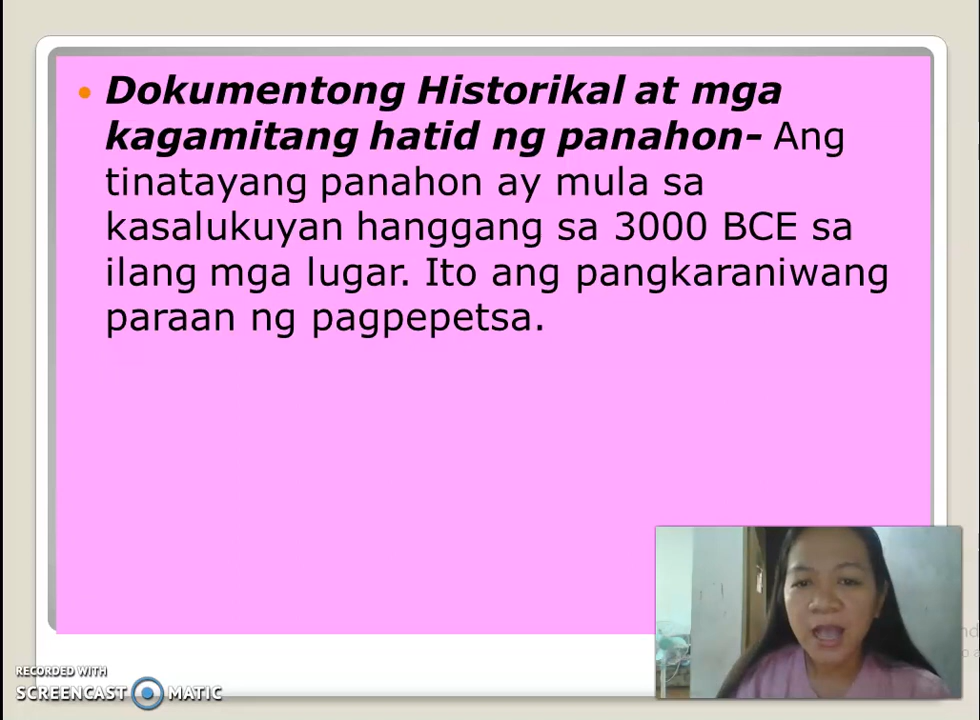 Dokumentong Historikal at mga
kagamitang hatid ng panahon- Ang
tinatayang panahon ay mula sa
kasalukuyan hanggang sa 3000 BCE sa
ilang mga lugar. Ito ang pangkaraniwang
paraan ng pagpepetsa.
RECORDED WITH
SCREENCAST MATIC